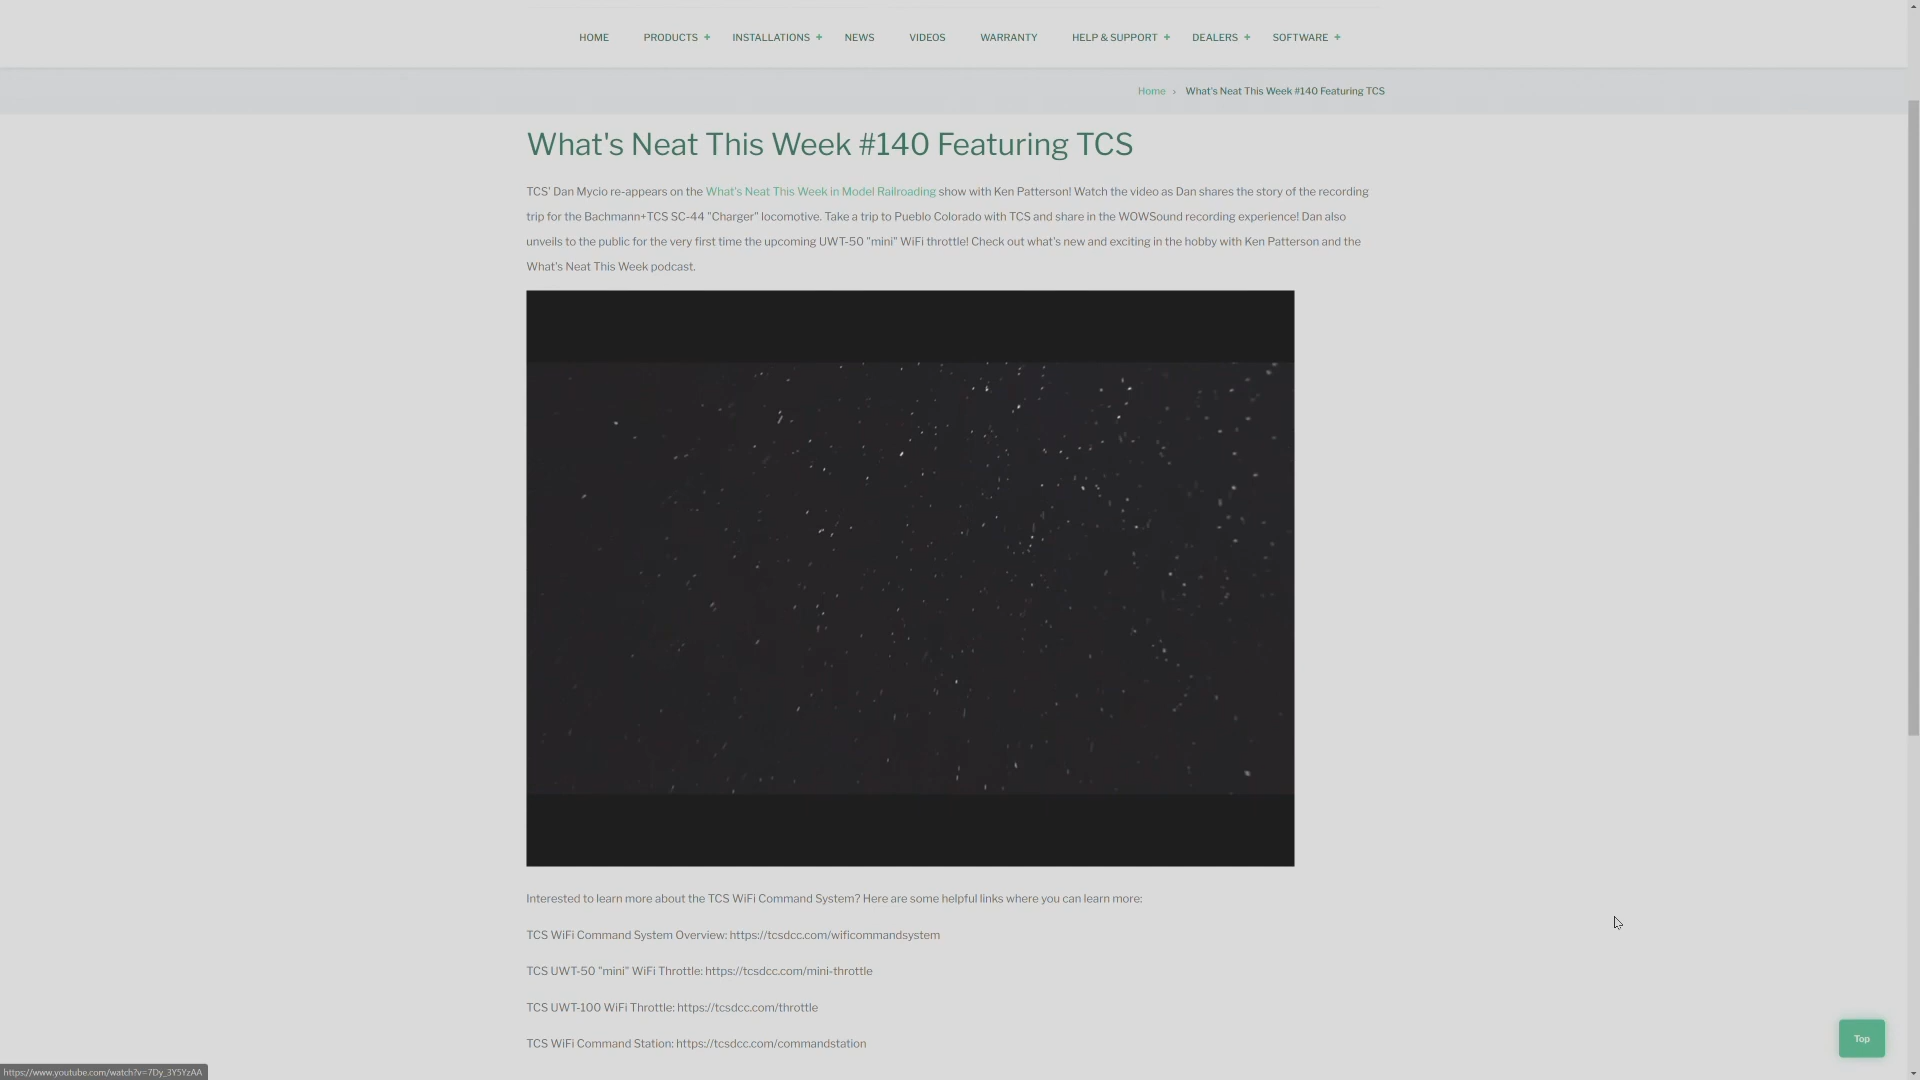 HOME PRODUCTS + INSTALLATIONS + NEWS VIDEOS WARRANTY HELP & SUPPORT + DEALERS + SOFTWARE +
Home › What's Neat This Week #140 Featuring TCS
What's Neat This Week #140 Featuring TCS
TCS' Dan Mycio re-appears on the What's Neat This Week in Model Railroading show with Ken Patterson! Watch the video as Dan shares the story of the recording
trip for the Bachmann+TCS SC-44 "Charger" locomotive. Take a trip to Pueblo Colorado with TCS and share in the WOWSound recording experience! Dan also
unveils to the public for the very first time the upcoming UWT-50 "mini" WiFi throttle! Check out what's new and exciting in the hobby with Ken Patterson and the
What's Neat This Week podcast.
Interested to learn more about the TCS WiFi Command System? Here are some helpful links where you can learn more:
TCS WiFi Command System Overview: https://tcsdcc.com/wificommandsystem
TCS UWT-50 "mini" WiFi Throttle: https://tcsdcc.com/mini-throttle
TCS UWT-100 WiFi Throttle: https://tcsdcc.com/throttle
TCS WiFi Command Station: https://tcsdcc.com/commandstation
Top
https://www.youtube.com/watch?v=7Dy_3Y5YzAA